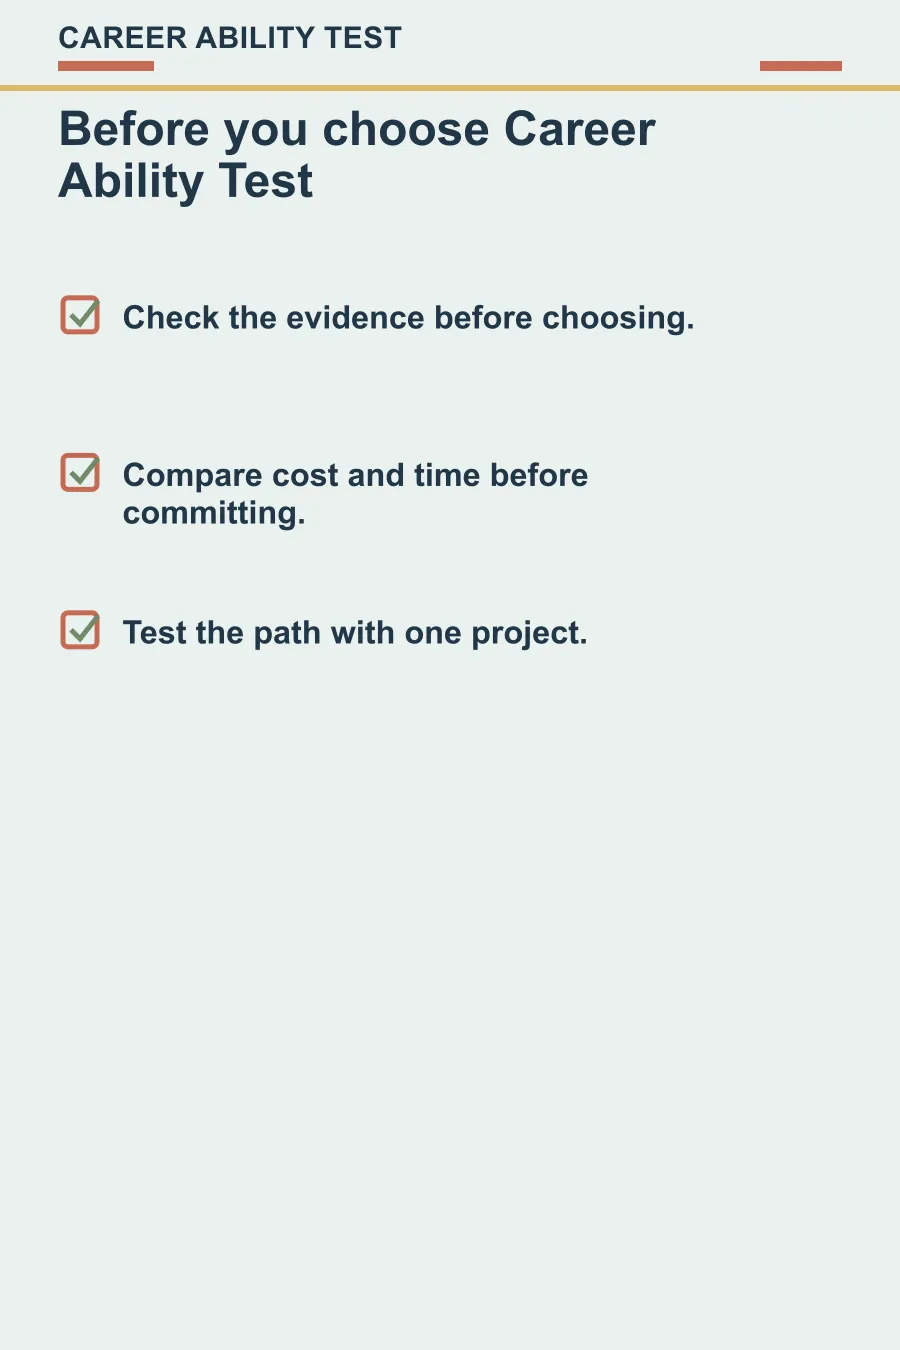 CAREER ABILITY TEST
Before you choose Career
Ability Test
Check the evidence before choosing.
Compare cost and time before
committing.
Test the path with one project.